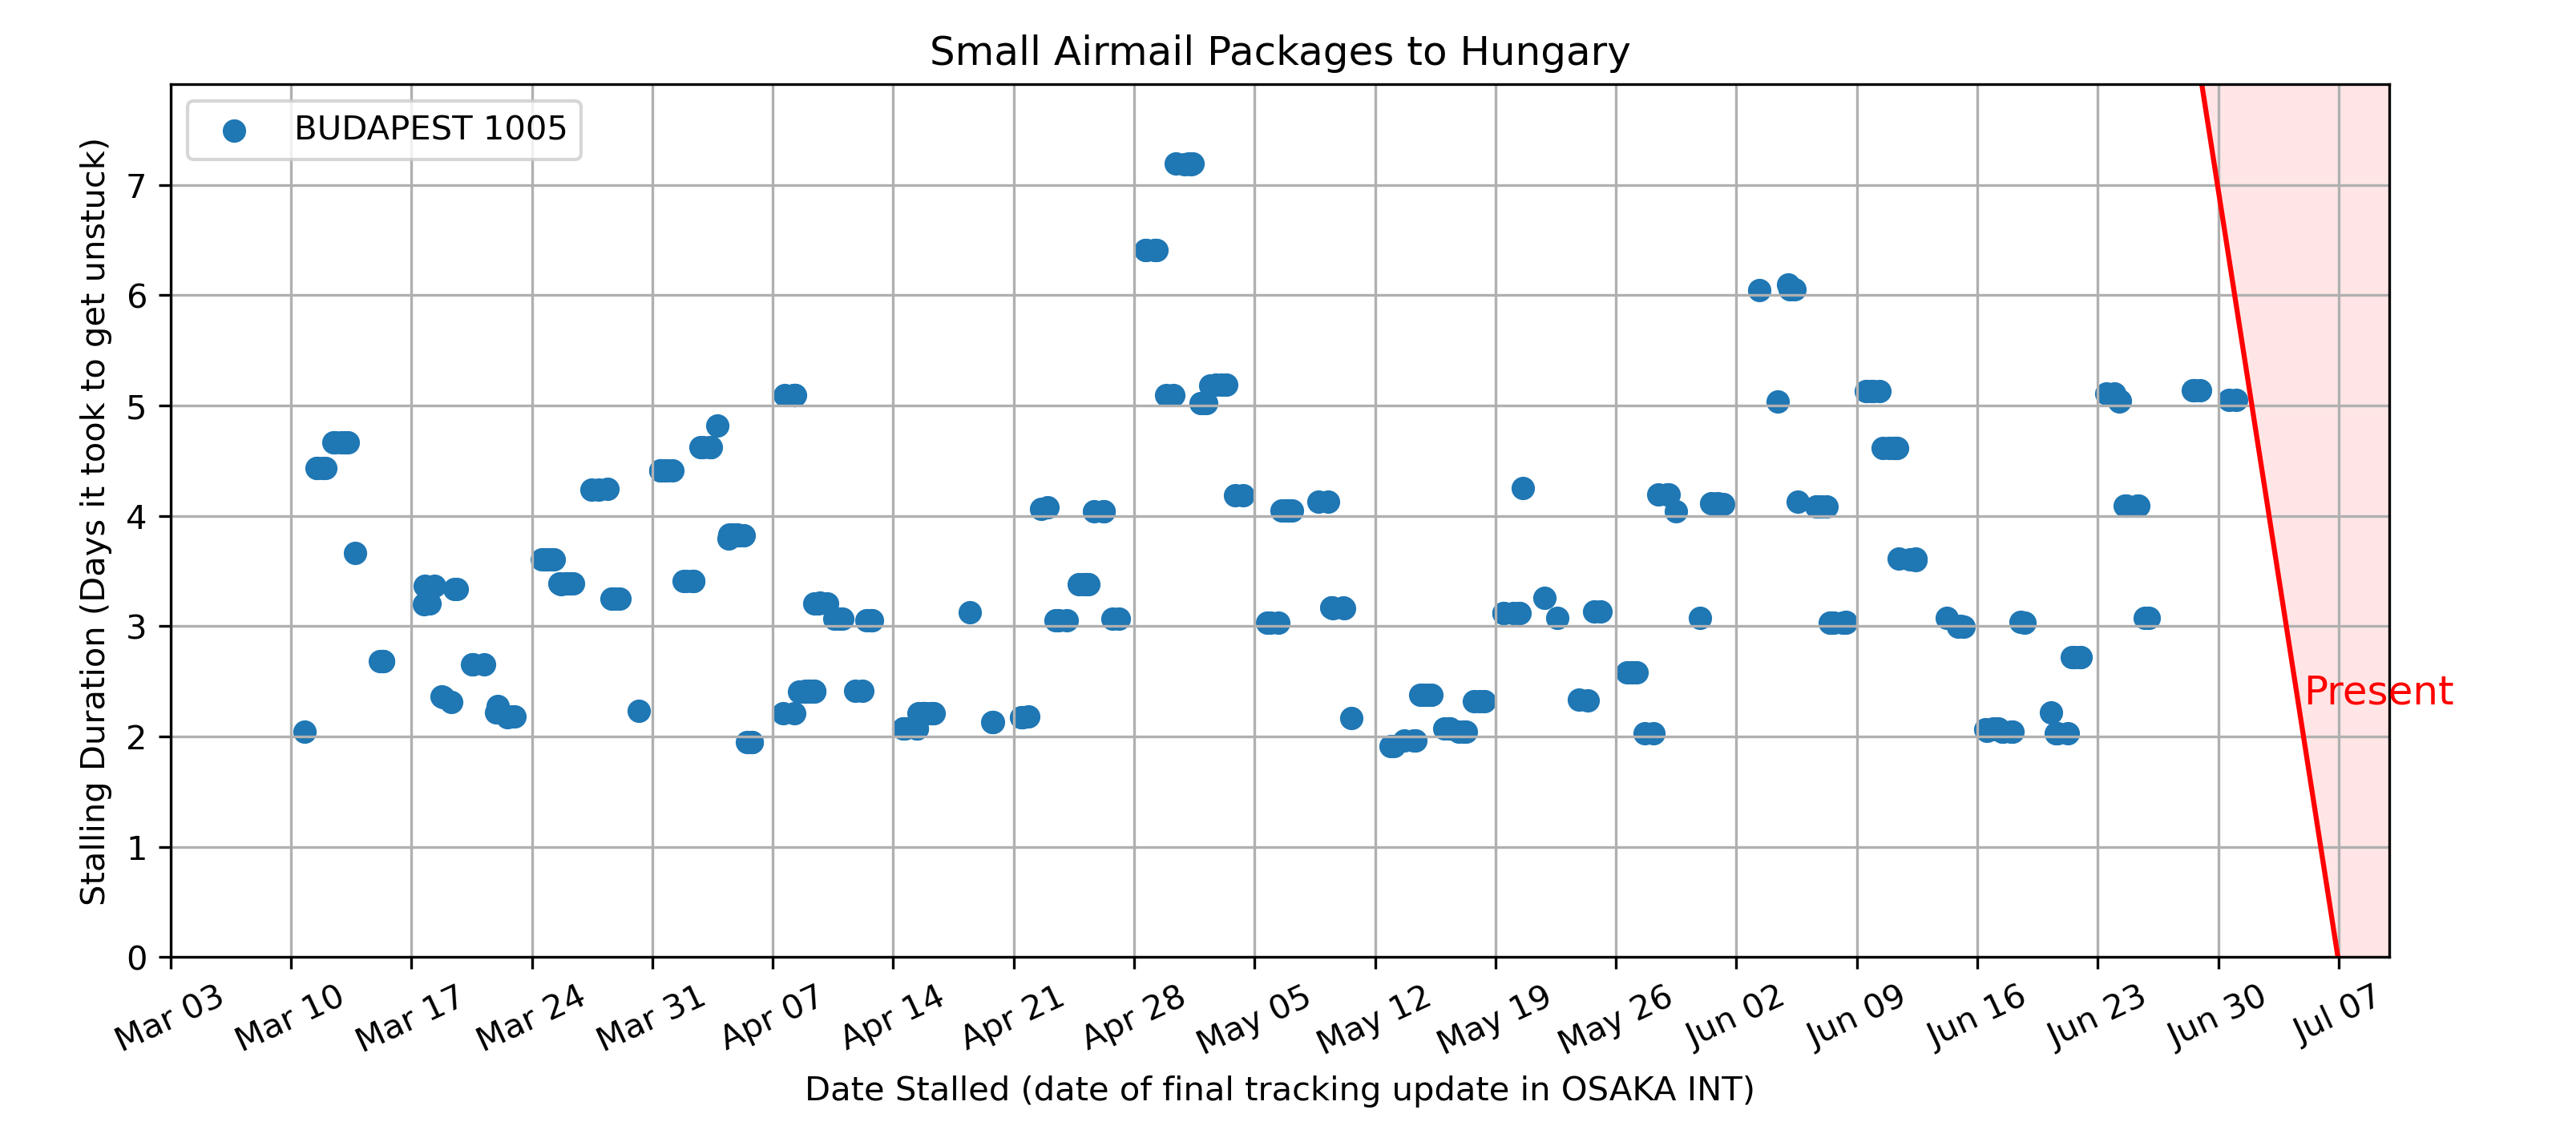 Small Airmail Packages to Hungary
BUDAPEST 1005
Stalling Duration (Days it took to get unstuck)
7
6
5
4
3
2
1
0
Present
Mar 03
Mar 10
Mar 17
Mar 24
Mar 31
Apr 07
Apr 14
Apr 21
Apr 28
May 05
May 12
May 19
May 26
Jun 02
Jun 09
Jun 16
Jun 23
Jun 30
Jul 07
Date Stalled (date of final tracking update in OSAKA INT)